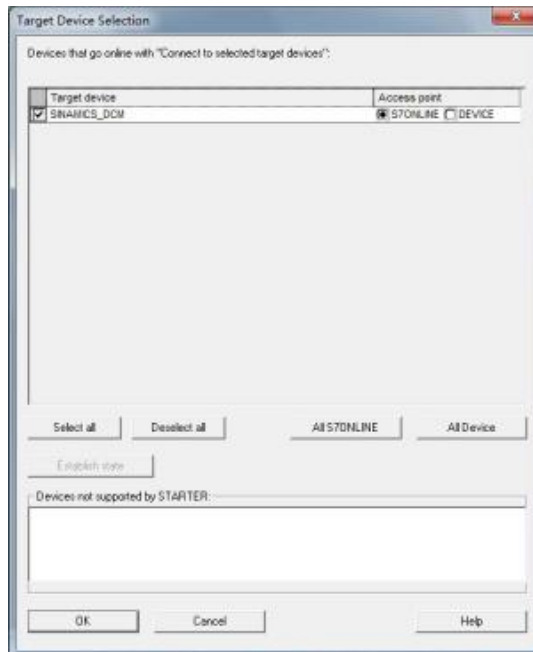 Target Device Selection
Devices that go online with "Connect to selected target devices":
Target device Access point
SINAMICS_DCM S7ONLINE DEVICE
Select all Deselect all All S7ONLINE All Device
Establish state
Devices not supported by STARTER:
OK Cancel Help